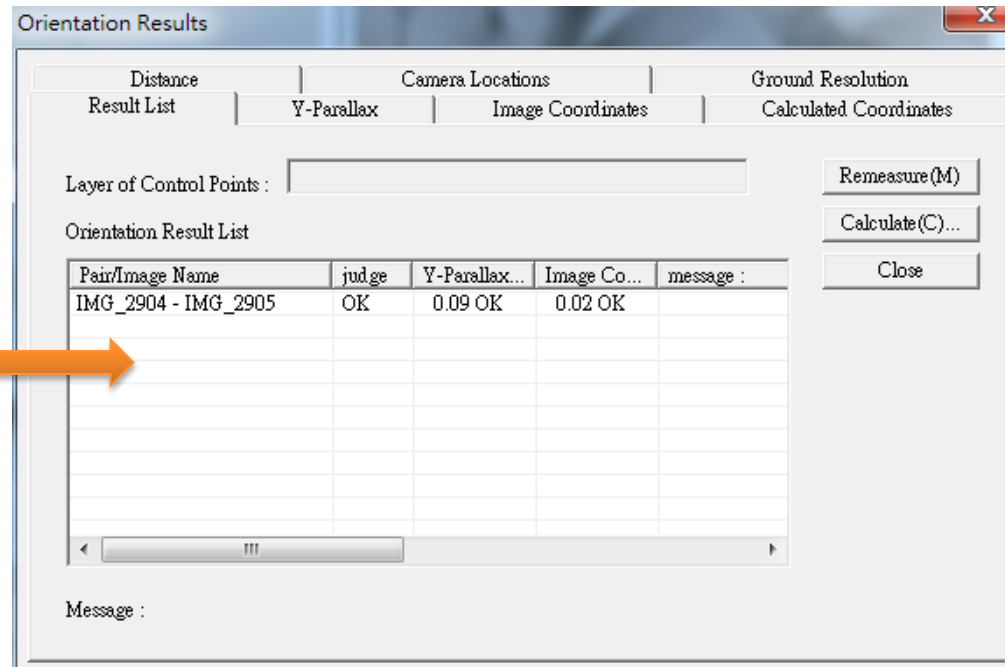 Orientation Results
x
Distance Camera Locations Ground Resolution
Result List Y-Parallax Image Coordinates Calculated Coordinates
Layer of Control Points :
Remeasure(M)
Calculate(C)...
Orientation Result List
Close
Pair/Image Name judge Y-Parallax... Image Co... message :
IMG_2904 - IMG_2905 OK 0.09 OK 0.02 OK
Message :